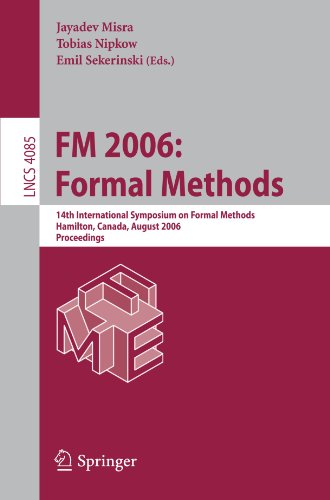 Jayadev Misra
Tobias Nipkow
Emil Sekerinski (Eds.)
LNCS 4085
FM 2006:
Formal Methods
14th International Symposium on Formal Methods
Hamilton, Canada, August 2006
Proceedings
FME
Springer